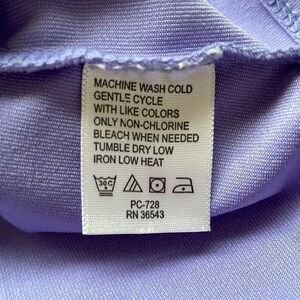 MACHINE WASH COLD
GENTLE CYCLE
WITH LIKE COLORS
ONLY NON-CHLORINE
BLEACH WHEN NEEDED
TUMBLE DRY LOW
IRON LOW HEAT
30C
PC-728
RN 36543